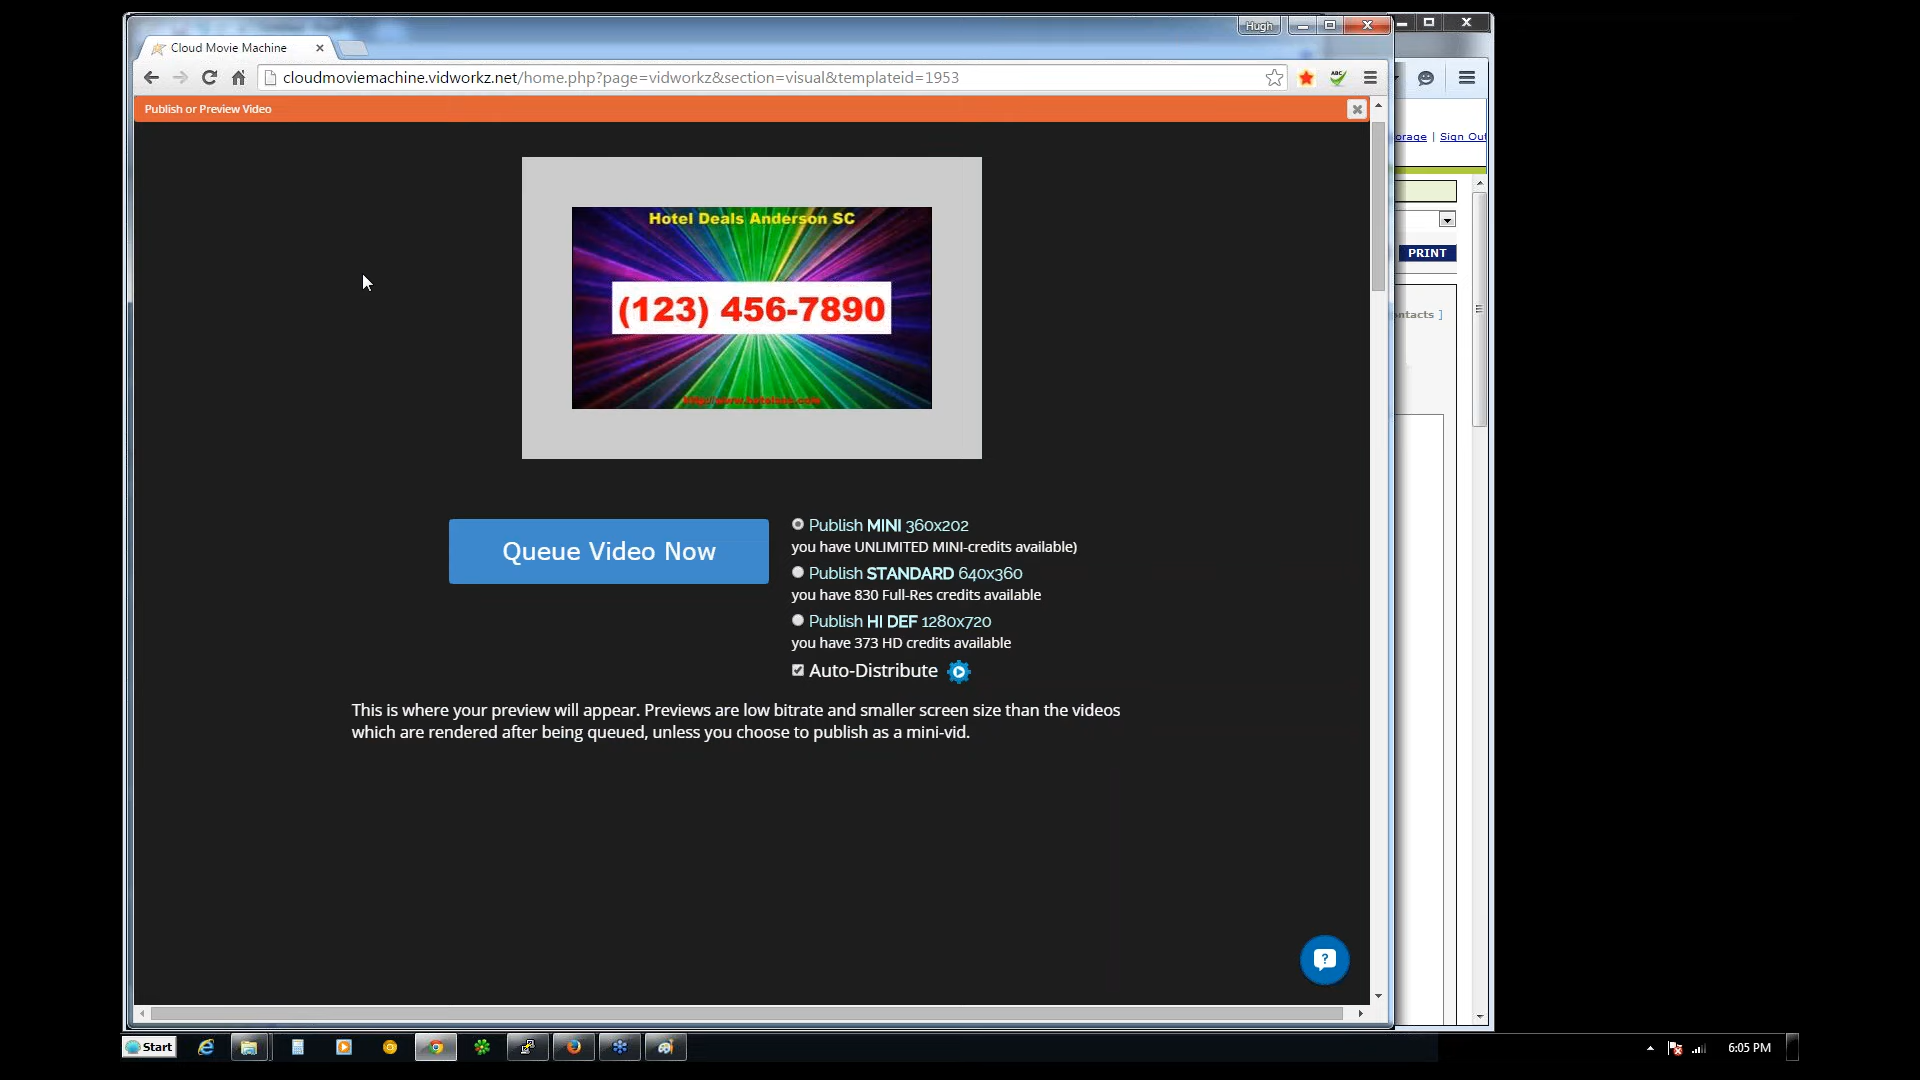 Hugh
Cloud Movie Machine
cloudmoviemachine.vidworkz.net/home.php?page=vidworkz&section=visual&templateid=1953
ABC
Publish or Preview Video
orage | Sign Out
Hotel Deals Anderson SC
PRINT
(123) 456-7890
ontacts ]
Queue Video Now
Publish MINI 360x202
you have UNLIMITED MINI-credits available)
Publish STANDARD 640x360
you have 830 Full-Res credits available
Publish HI DEF 1280x720
you have 373 HD credits available
Auto-Distribute
This is where your preview will appear. Previews are low bitrate and smaller screen size than the videos
which are rendered after being queued, unless you choose to publish as a mini-vid.
Start
6:05 PM